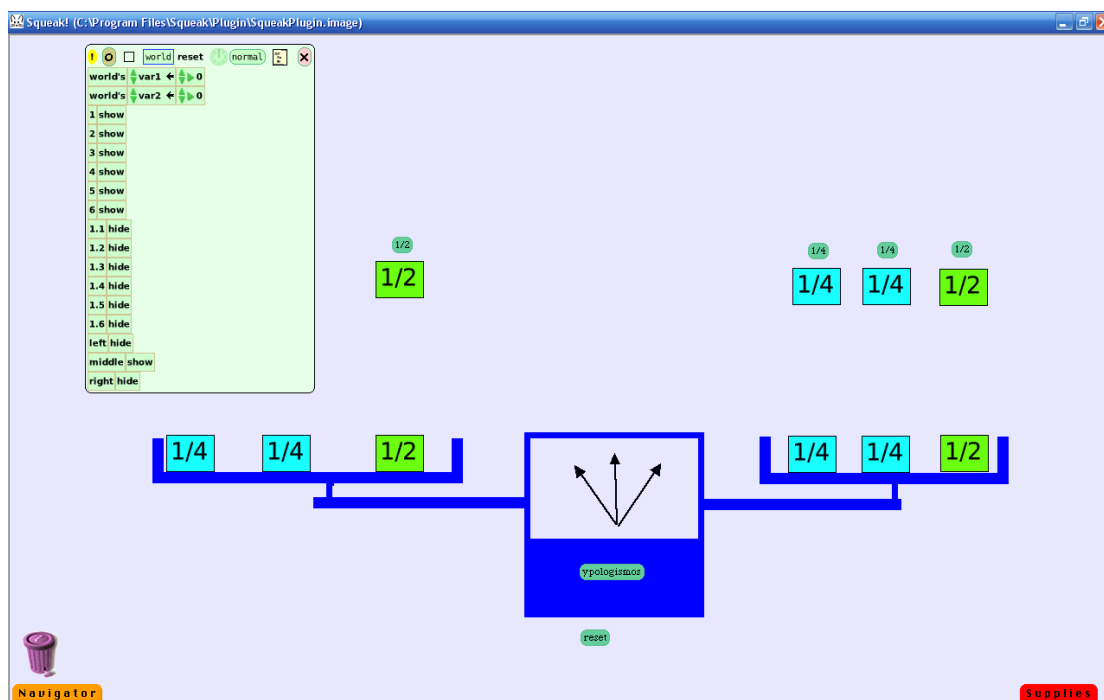 Squeak! (C:\Program Files\Squeak\Plugin\SqueakPlugin.image)
! world reset normal
world's var1 0
world's var2 0
1 show
2 show
3 show
4 show
5 show
6 show
1.1 hide
1.2 hide
1.3 hide
1.4 hide
1.5 hide
1.6 hide
left hide
middle show
right hide
1/2
1/2
1/4 1/4 1/2
1/4 1/4 1/2
1/4 1/4 1/2
1/4 1/4 1/2
ypologismos
reset
Navigator
Supplies